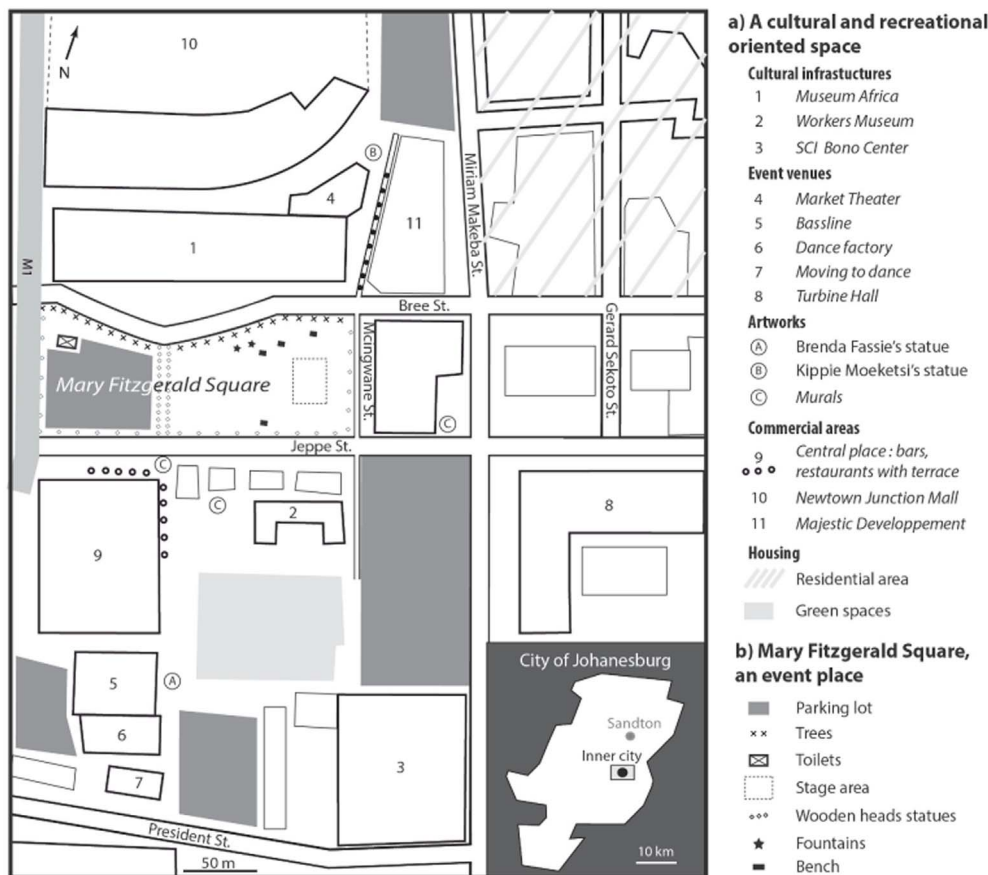 10
N
B
4
11
1
M1
Miriam Makeba St.
Bree St.
Mcingwane St.
Gerard Sekoto St.
Mary Fitzgerald Square
C
Jeppe St.
C
C
2
8
9
5
A
6
7
3
President St.
50 m
City of Johanesburg
Sandton
Inner city
10 km
a) A cultural and recreational
oriented space
Cultural infrastuctures
1 Museum Africa
2 Workers Museum
3 SCI Bono Center
Event venues
4 Market Theater
5 Bassline
6 Dance factory
7 Moving to dance
8 Turbine Hall
Artworks
A Brenda Fassie's statue
B Kippie Moeketsi's statue
C Murals
Commercial areas
9 Central place : bars,
restaurants with terrace
10 Newtown Junction Mall
11 Majestic Developpement
Housing
Residential area
Green spaces
b) Mary Fitzgerald Square,
an event place
Parking lot
Trees
Toilets
Stage area
Wooden heads statues
Fountains
Bench